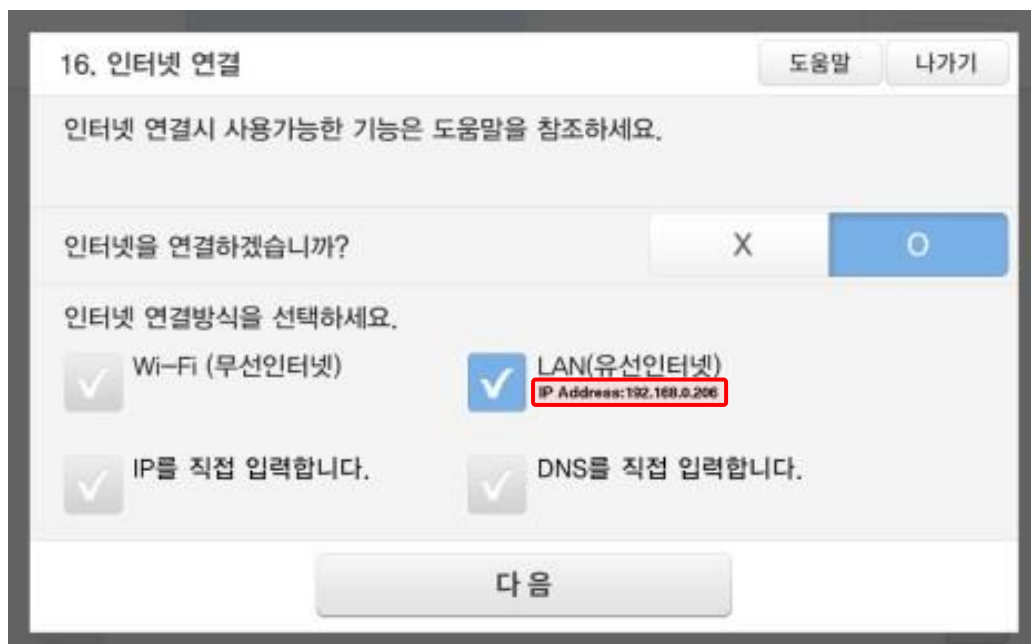 16. 인터넷 연결
도움말
나가기
인터넷 연결시 사용가능한 기능은 도움말을 참조하세요.
인터넷을 연결하겠습니까?
X
O
인터넷 연결방식을 선택하세요.
Wi-Fi (무선인터넷)
LAN(유선인터넷)
IP Address:192.168.0.206
IP를 직접 입력합니다.
DNS를 직접 입력합니다.
다음